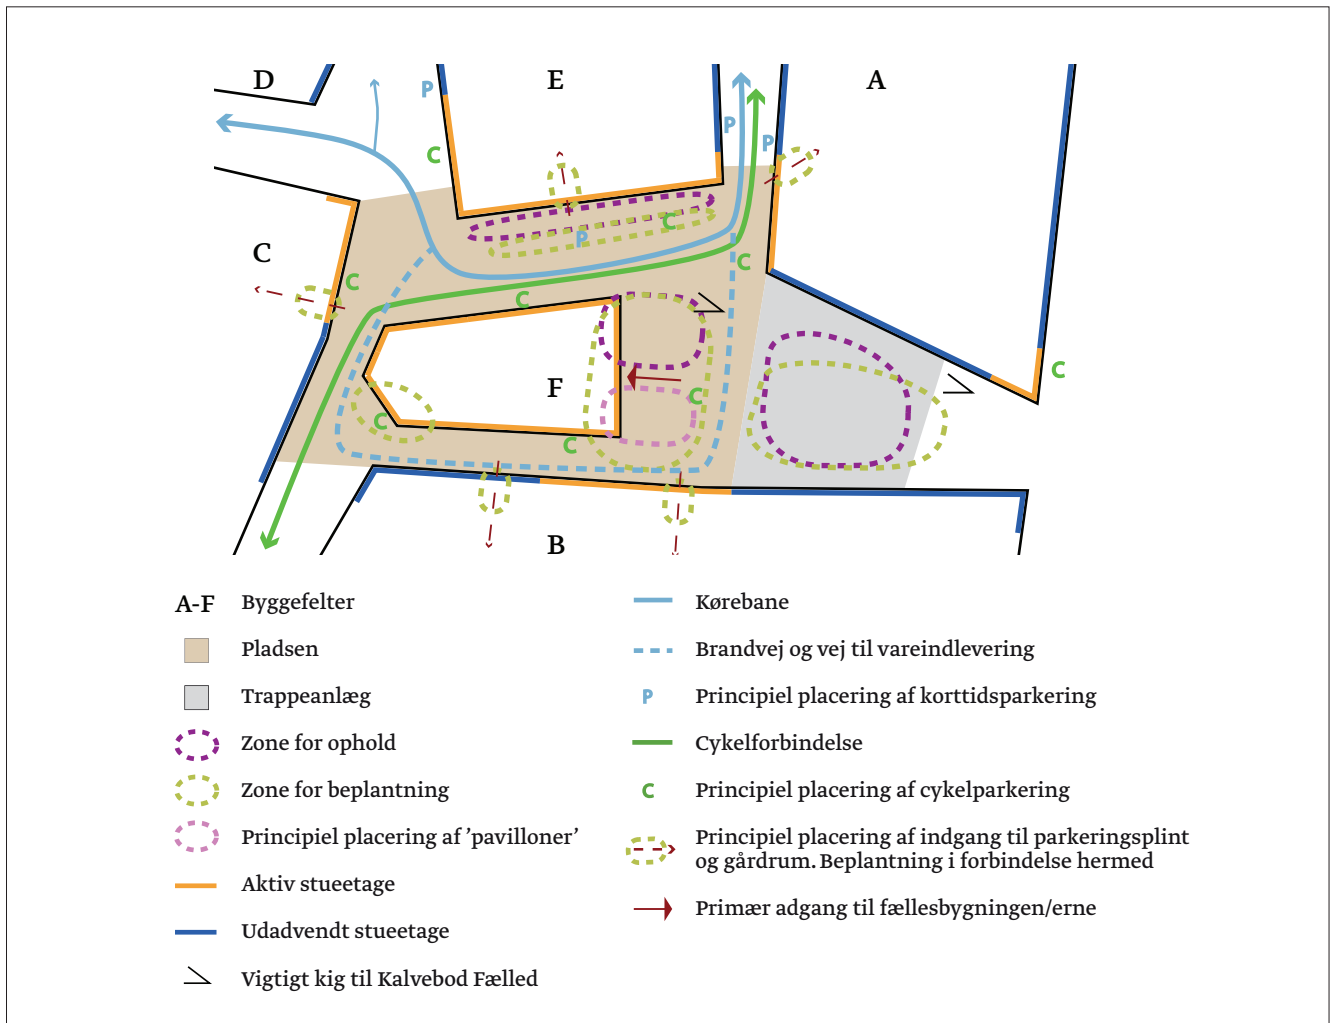 D
E
A
P
P
P
C
C
P
C
C
C
C
F
C
C
C
C
B
A-F Byggefelter
Pladsen
Trappeanlæg
Zone for ophold
Zone for beplantning
Principiel placering af ’pavilloner’
Aktiv stueetage
Udadvendt stueetage
Vigtigt kig til Kalvebod Fælled
Kørebane
Brandvej og vej til vareindlevering
P Principiel placering af korttidsparkering
Cykelforbindelse
C Principiel placering af cykelparkering
Principiel placering af indgang til parkeringsplint
og gårdrum. Beplantning i forbindelse hermed
Primær adgang til fællesbygningen/erne